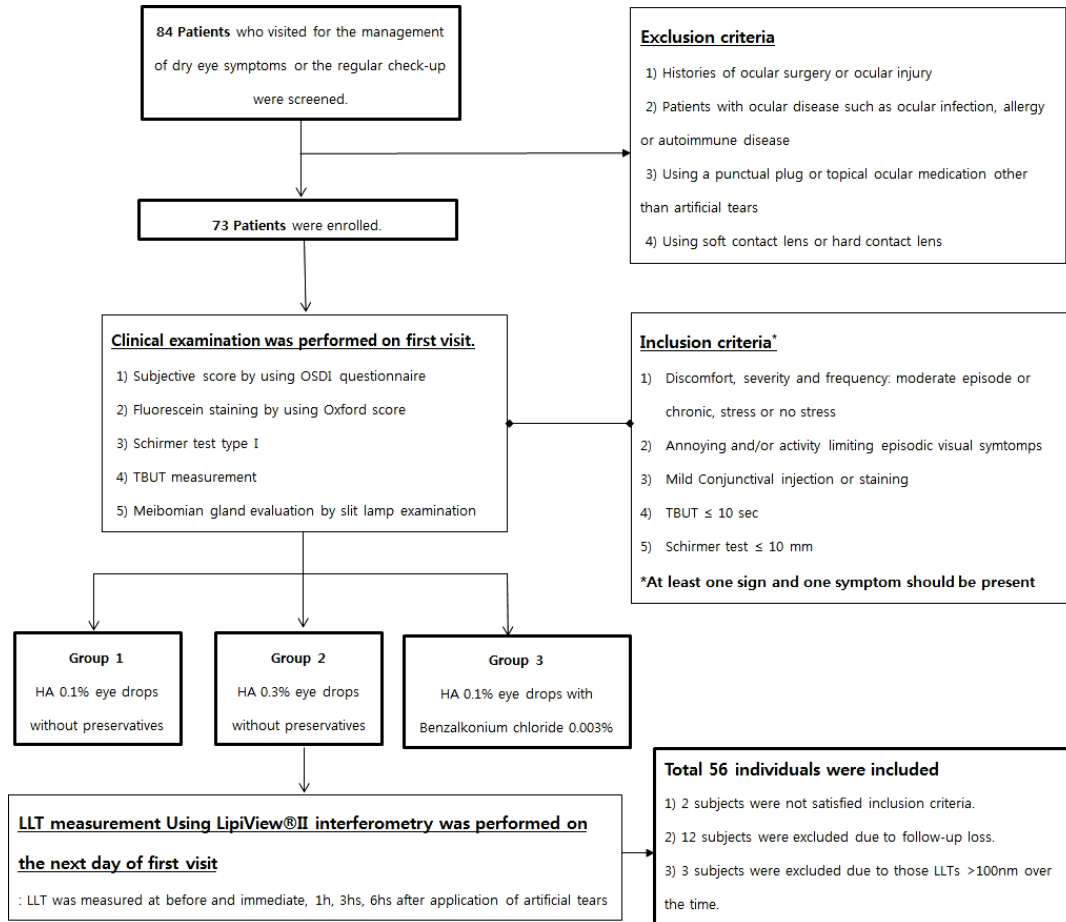 84 Patients who visited for the management
of dry eye symptoms or the regular check-up
were screened.
Exclusion criteria
1) Histories of ocular surgery or ocular injury
2) Patients with ocular disease such as ocular infection, allergy
or autoimmune disease
3) Using a punctual plug or topical ocular medication other
than artificial tears
4) Using soft contact lens or hard contact lens
73 Patients were enrolled.
Clinical examination was performed on first visit.
1) Subjective score by using OSDI questionnaire
2) Fluorescein staining by using Oxford score
3) Schirmer test type I
4) TBUT measurement
5) Meibomian gland evaluation by slit lamp examination
Inclusion criteria*
1) Discomfort, severity and frequency: moderate episode or
chronic, stress or no stress
2) Annoying and/or activity limiting episodic visual symtomps
3) Mild Conjunctival injection or staining
4) TBUT ≤ 10 sec
5) Schirmer test ≤ 10 mm
*At least one sign and one symptom should be present
Group 1
HA 0.1% eye drops
without preservatives
Group 2
HA 0.3% eye drops
without preservatives
Group 3
HA 0.1% eye drops with
Benzalkonium chloride 0.003%
LLT measurement Using LipiView®II interferometry was performed on
the next day of first visit
: LLT was measured at before and immediate, 1h, 3hs, 6hs after application of artificial tears
Total 56 individuals were included
1) 2 subjects were not satisfied inclusion criteria.
2) 12 subjects were excluded due to follow-up loss.
3) 3 subjects were excluded due to those LLTs >100nm over
the time.